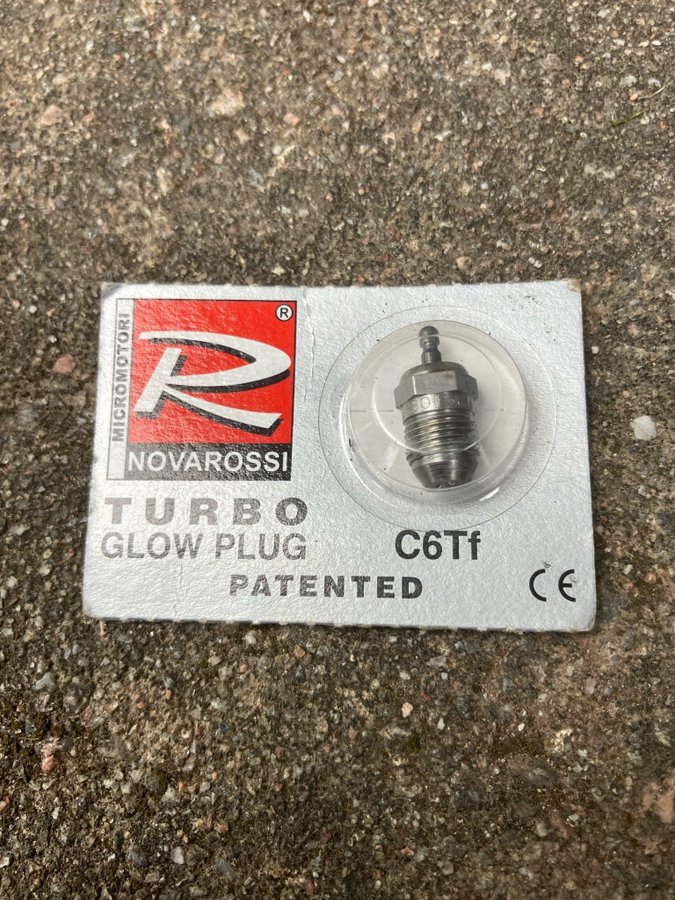 MICROMOTORI
R®
NOVAROSSI
TURBO
GLOW PLUG
C6Tf
PATENTED
CE